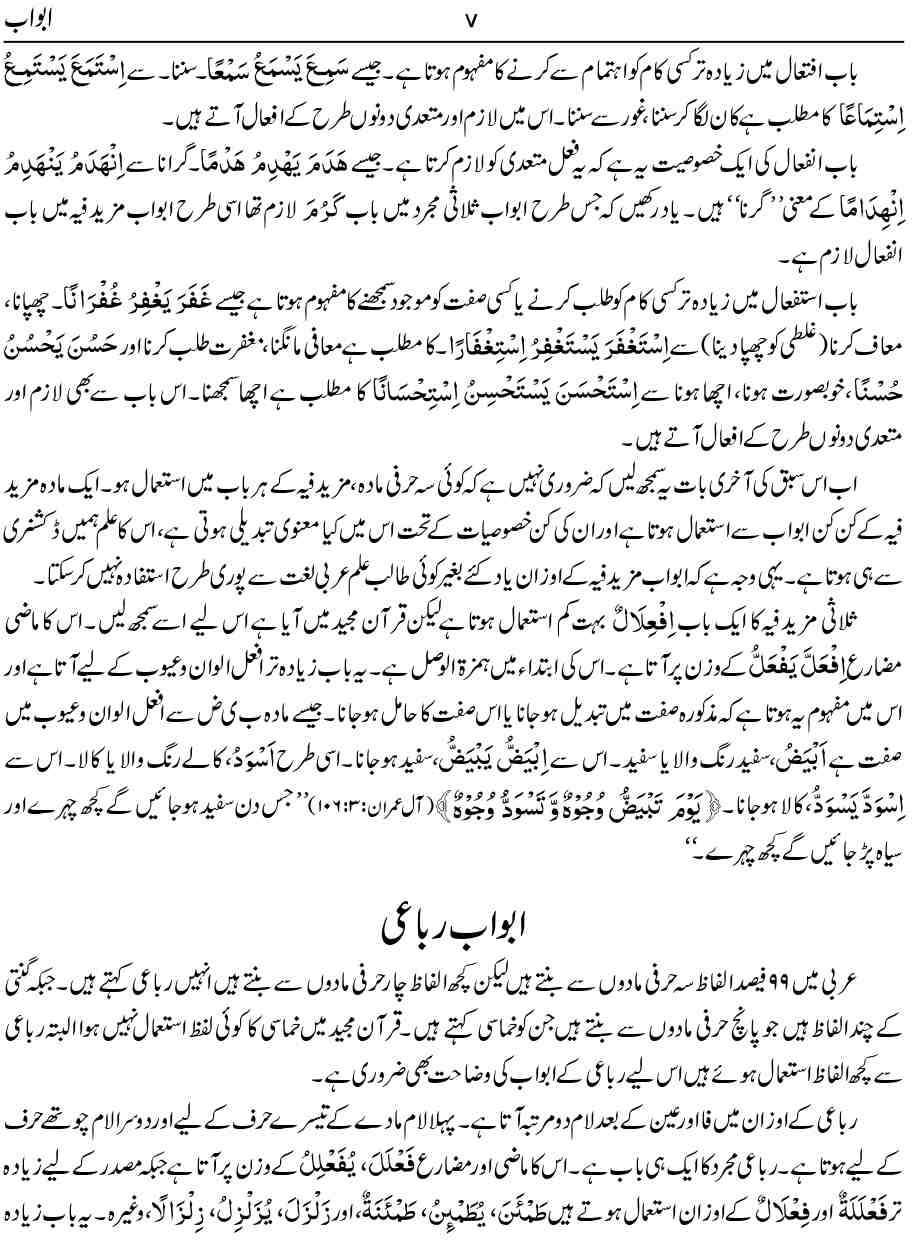 ابواب ۷
باب افتعال میں زیادہ تر کسی کام کو اہتمام سے کرنے کا مفہوم ہوتا ہے۔ جیسے سَمِعَ یَسْمَعُ سَمْعًا۔ سننا۔ سے اِسْتَمَعَ یَسْتَمِعُ
اِسْتِمَاعًا کا مطلب ہے کان لگا کر سننا، غور سے سننا۔ اس میں لازم اور متعدی دونوں طرح کے افعال آتے ہیں۔
باب انفعال کی ایک خصوصیت یہ ہے کہ یہ فعل متعدی کو لازم کرتا ہے۔ جیسے هَدَمَ یَهْدِمُ هَدْمًا۔ گرانا سے اِنْهَدَمُ یَنْهَدِمُ
اِنْهِدَامًا کے معنی ’’گرنا‘‘ ہیں۔ یاد رکھیں کہ جس طرح ابواب ثلاثی مجرد میں باب کَرُمَ لازم تھا اسی طرح ابواب مزید فیہ میں باب
انفعال لازم ہے۔
باب استفعال میں زیادہ تر کسی کام کو طلب کرنے یا کسی صفت کو موجود سمجھنے کا مفہوم ہوتا ہے جیسے غَفَرَ یَغْفِرُ غُفْرَانًا۔ چھپانا،
معاف کرنا (غلطی کو چھپا دینا) سے اِسْتَغْفَرَ یَسْتَغْفِرُ اِسْتِغْفَارًا۔ کا مطلب ہے معافی مانگنا، مغفرت طلب کرنا اور حَسُنَ یَحْسُنُ
حُسْنًا، خوبصورت ہونا، اچھا ہونا سے اِسْتَحْسَنَ یَسْتَحْسِنُ اِسْتِحْسَانًا کا مطلب ہے اچھا سمجھنا۔ اس باب سے بھی لازم اور
متعدی دونوں طرح کے افعال آتے ہیں۔
اب اس سبق کی آخری بات یہ سمجھ لیں کہ ضروری نہیں ہے کہ کوئی سہ حرفی مادہ، مزید فیہ کے ہر باب میں استعمال ہو۔ ایک مادہ مزید
فیہ کے کن کن ابواب سے استعمال ہوتا ہے اور ان کی کن خصوصیات کے تحت اس میں کیا معنوی تبدیلی ہوتی ہے، اس کا علم ہمیں ڈکشنری
سے ہی ہوتا ہے۔ یہی وجہ ہے کہ ابواب مزید فیہ کے اوزان یاد کئے بغیر کوئی طالب علم عربی لغت سے پوری طرح استفادہ نہیں کر سکتا۔
ثلاثی مزید فیہ کا ایک باب اِفْعِلَالٌ بہت کم استعمال ہوتا ہے لیکن قرآن مجید میں آیا ہے اس لیے اسے سمجھ لیں۔ اس کا ماضی
مضارع اِفْعَلَّ یَفْعَلُّ کے وزن پر آتا ہے۔ اس کی ابتداء میں ہمزۃ الوصل ہے۔ یہ باب زیادہ تر افعل الوان و عیوب کے لیے آتا ہے اور
اس میں مفہوم یہ ہوتا ہے کہ مذکورہ صفت میں تبدیل ہو جانا یا اس صفت کا حامل ہو جانا۔ جیسے مادہ ب ی ض سے افعل الوان و عیوب میں
صفت ہے اَبْیَضُ، سفید رنگ والا یا سفید۔ اس سے اِبْیَضُّ یَبْیَضُّ، سفید ہو جانا۔ اسی طرح اَسْوَدُ، کالے رنگ والا یا کالا۔ اس سے
اِسْوَدَّ یَسْوَدُّ، کالا ہو جانا۔ ﴿یَوْمَ تَبْیَضُّ وُجُوْهٌ وَّ تَسْوَدُّ وُجُوْهٌ﴾ (آل عمران: ۱۰۶:۳) ’’جس دن سفید ہو جائیں گے کچھ چہرے اور
سیاہ پڑ جائیں گے کچھ چہرے۔‘‘
ابواب رباعی
عربی میں ۹۹ فیصد الفاظ سہ حرفی مادوں سے بنتے ہیں لیکن کچھ الفاظ چار حرفی مادوں سے بنتے ہیں انہیں رباعی کہتے ہیں۔ جبکہ گنتی
کے چند الفاظ ہیں جو پانچ حرفی مادوں سے بنتے ہیں جن کو خماسی کہتے ہیں۔ قرآن مجید میں خماسی کا کوئی لفظ استعمال نہیں ہوا البتہ رباعی
سے کچھ الفاظ استعمال ہوئے ہیں اس لیے رباعی کے ابواب کی وضاحت بھی ضروری ہے۔
رباعی کے اوزان میں فا اور عین کے بعد لام دو مرتبہ آتا ہے۔ پہلا لام مادے کے تیسرے حرف کے لیے اور دوسرا لام چوتھے حرف
کے لیے ہوتا ہے۔ رباعی مجرد کا ایک ہی باب ہے۔ اس کا ماضی اور مضارع فَعْلَلَ، یُفَعْلِلُ کے وزن پر آتا ہے جبکہ مصدر کے لیے زیادہ
تر فَعْلَلَةٌ اور فِعْلَالٌ کے اوزان استعمال ہوتے ہیں طَمْئَنَ، یُطَمْئِنُ، طَمْئَنَةٌ، اور زَلْزَلَ، یُزَلْزِلُ، زِلْزَالًا، وغیرہ۔ یہ باب زیادہ